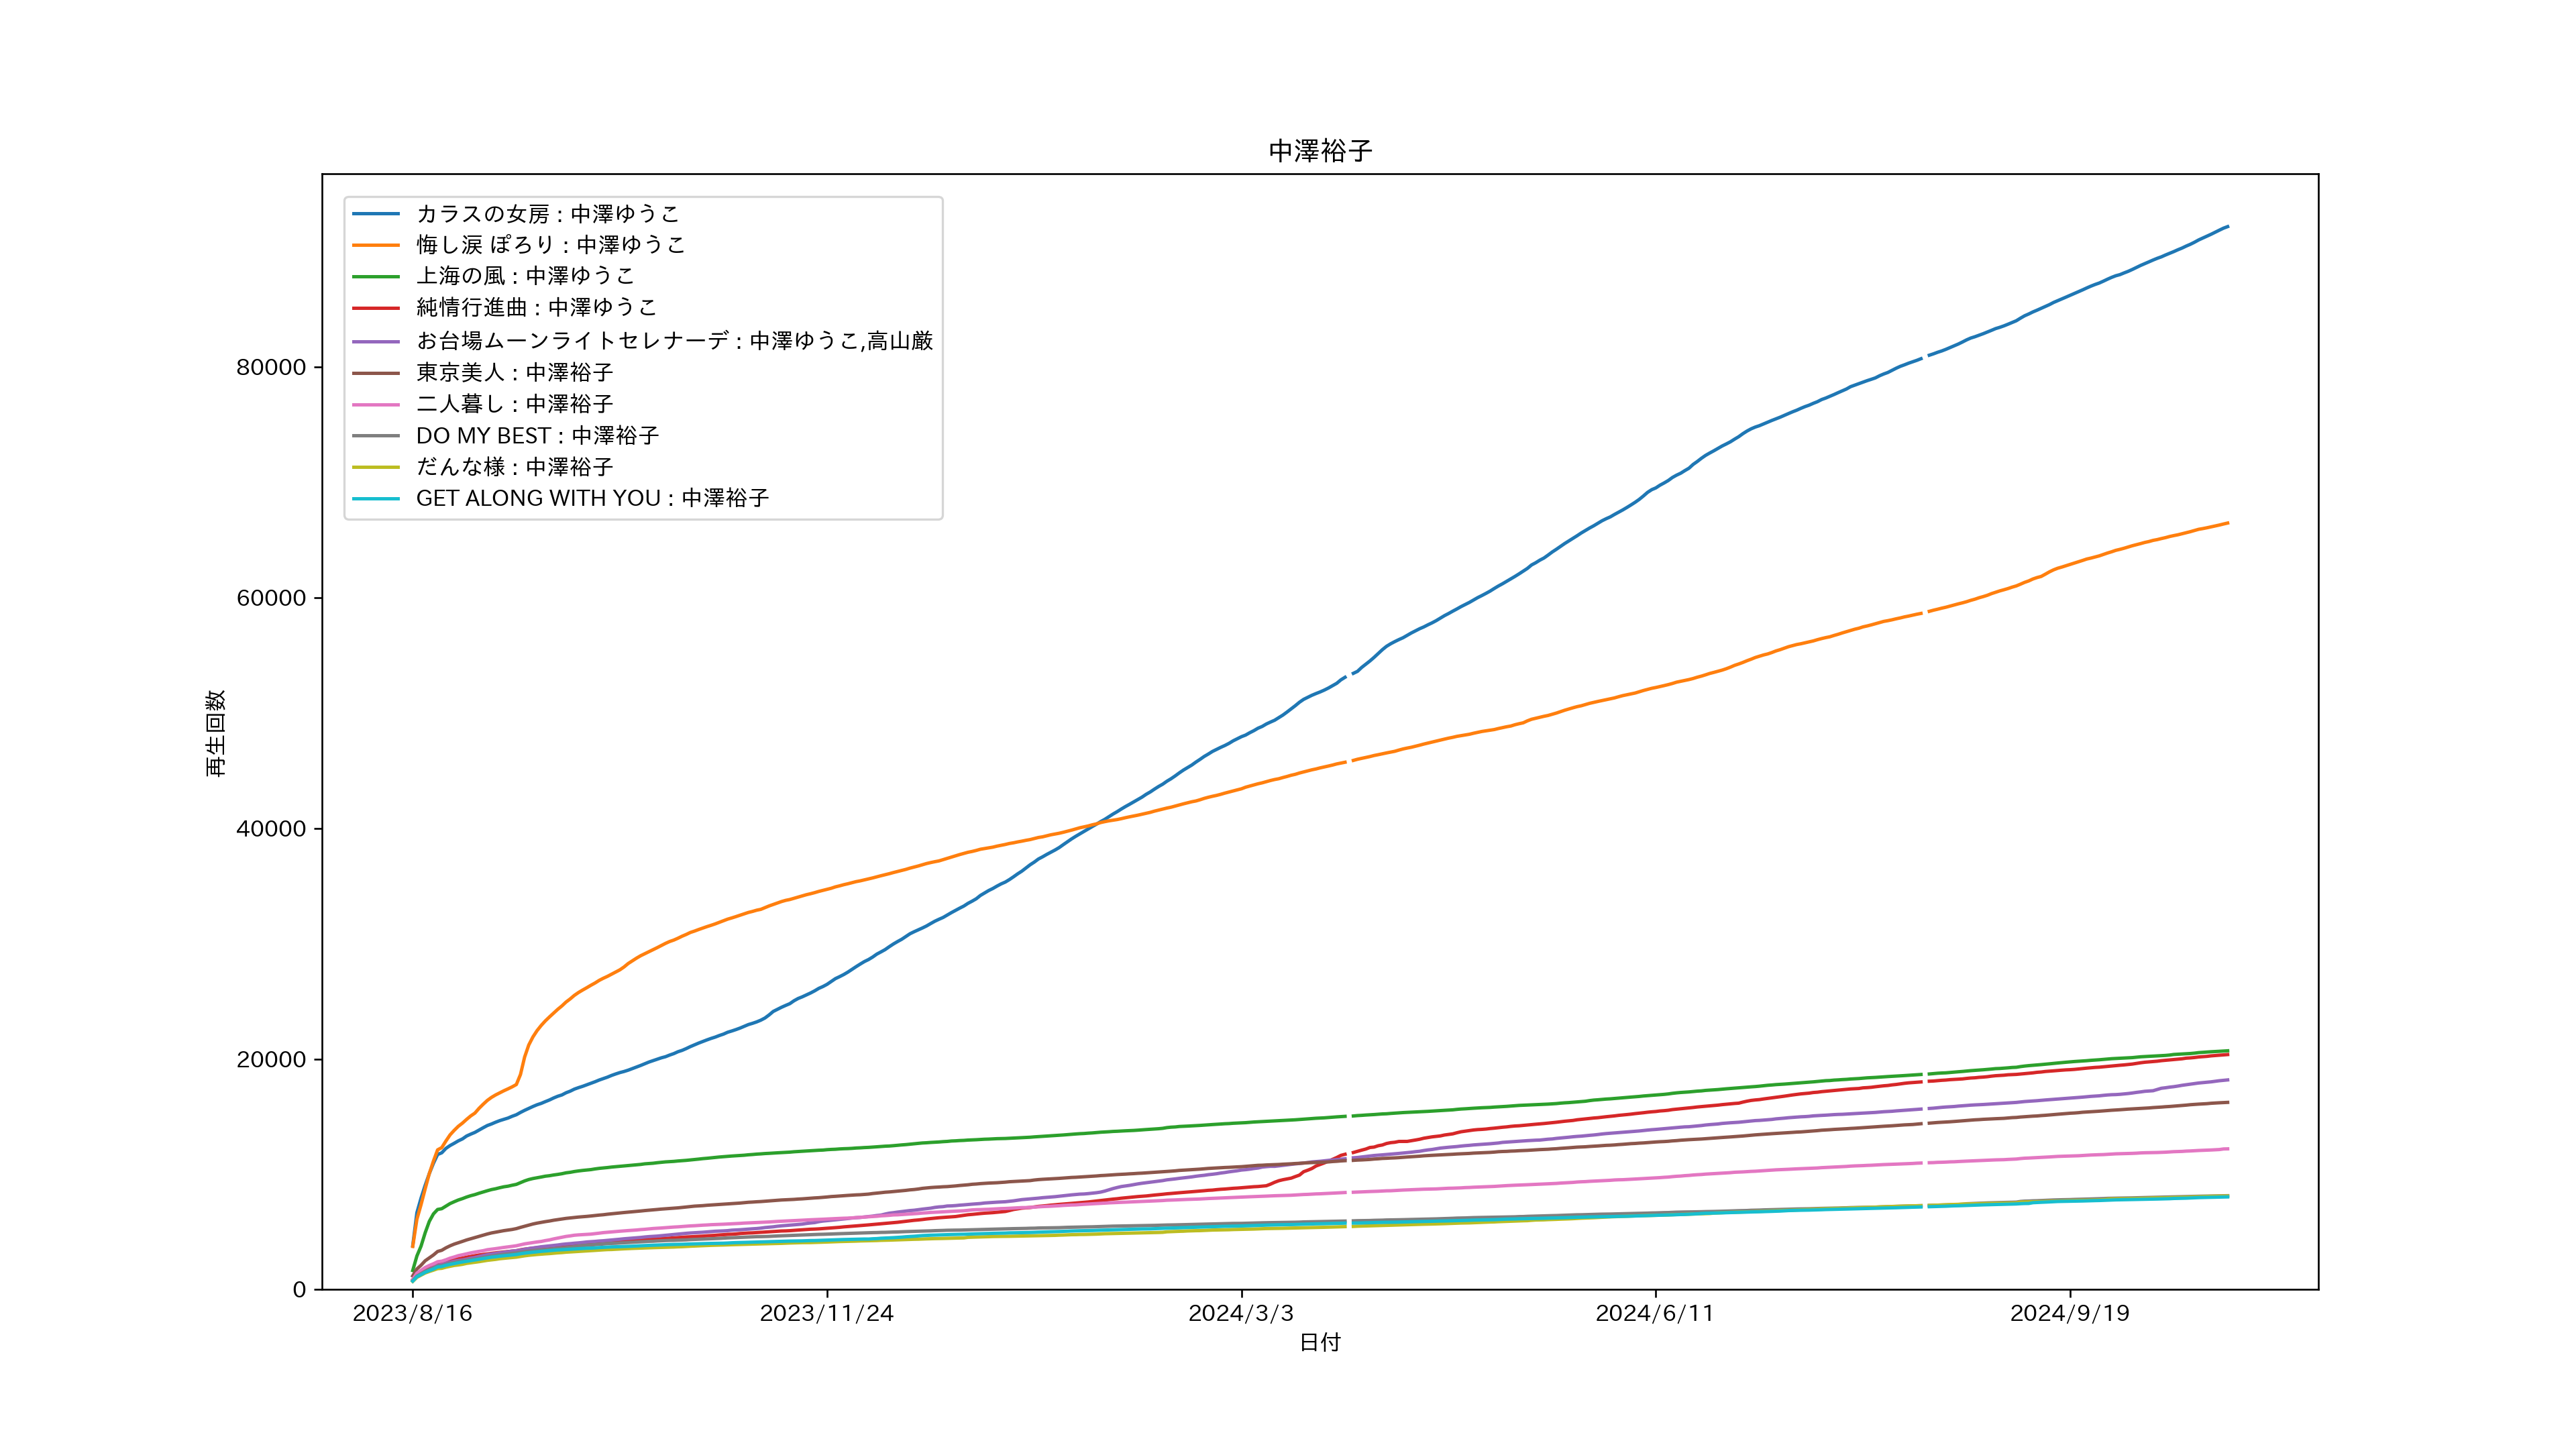 中澤裕子
カラスの女房 : 中澤ゆうこ
悔し涙 ぽろり : 中澤ゆうこ
上海の風 : 中澤ゆうこ
純情行進曲 : 中澤ゆうこ
お台場ムーンライトセレナーデ : 中澤ゆうこ,高山厳
東京美人 : 中澤裕子
二人暮し : 中澤裕子
DO MY BEST : 中澤裕子
だんな様 : 中澤裕子
GET ALONG WITH YOU : 中澤裕子
80000
60000
40000
20000
0
再生回数
2023/8/16
2023/11/24
2024/3/3
2024/6/11
2024/9/19
日付